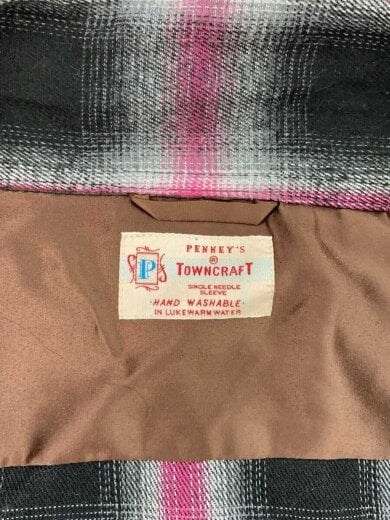 PENNEY'S
P
®
TOWNCRAFT
SINGLE NEEDLE
SLEEVE
·HAND WASHABLE·
IN LUKEWARM WATER